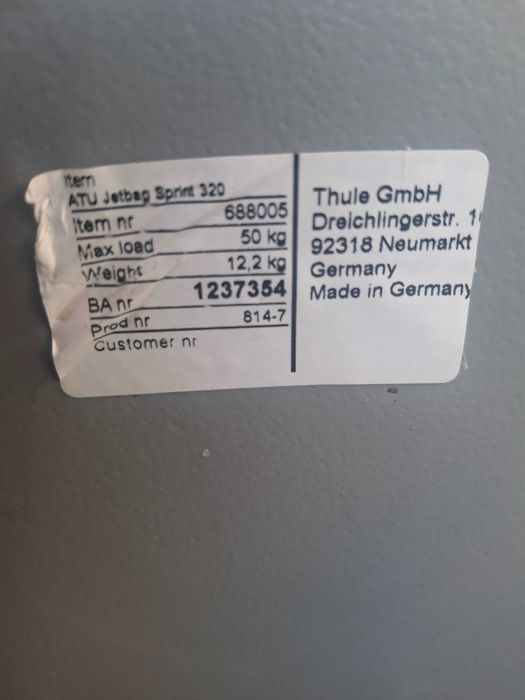 Item
ATU Jetbag Sprint 320
Item nr 688005
Max load 50 kg
Weight 12,2 kg
BA nr 1237354
Prod nr 814-7
Customer nr
Thule GmbH
Dreichlingerstr.
92318 Neumarkt
Germany
Made in Germany